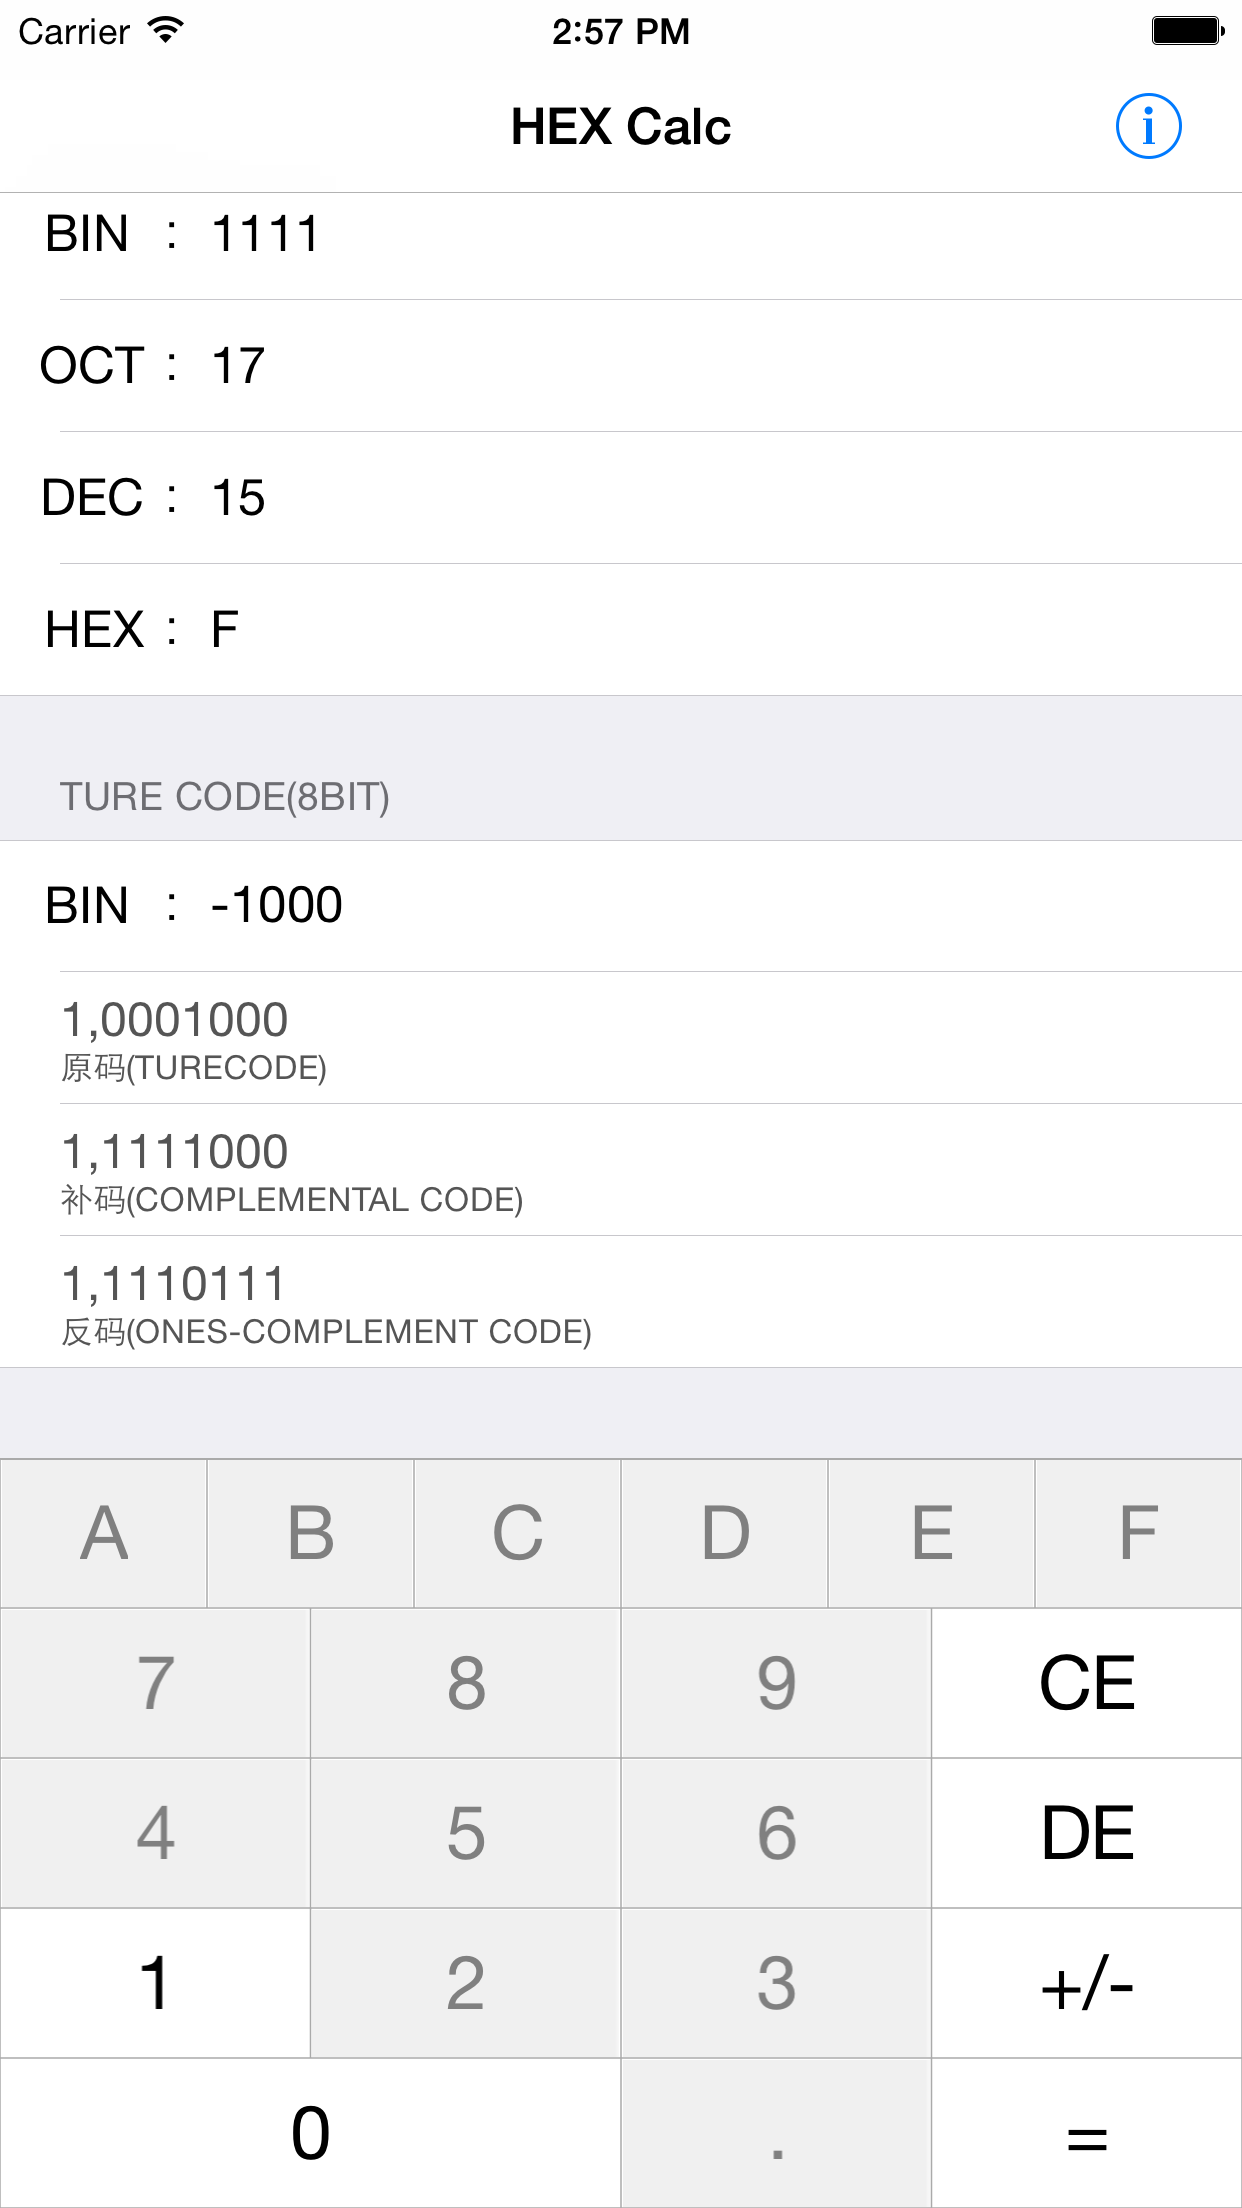 Carrier 2:57 PM
HEX Calc i
BIN : 1111
OCT : 17
DEC : 15
HEX : F
TURE CODE(8BIT)
BIN : -1000
1,0001000
原码(TURECODE)
1,1111000
补码(COMPLEMENTAL CODE)
1,1110111
反码(ONES-COMPLEMENT CODE)
A B C D E F
7 8 9 CE
4 5 6 DE
1 2 3 +/-
0 . =